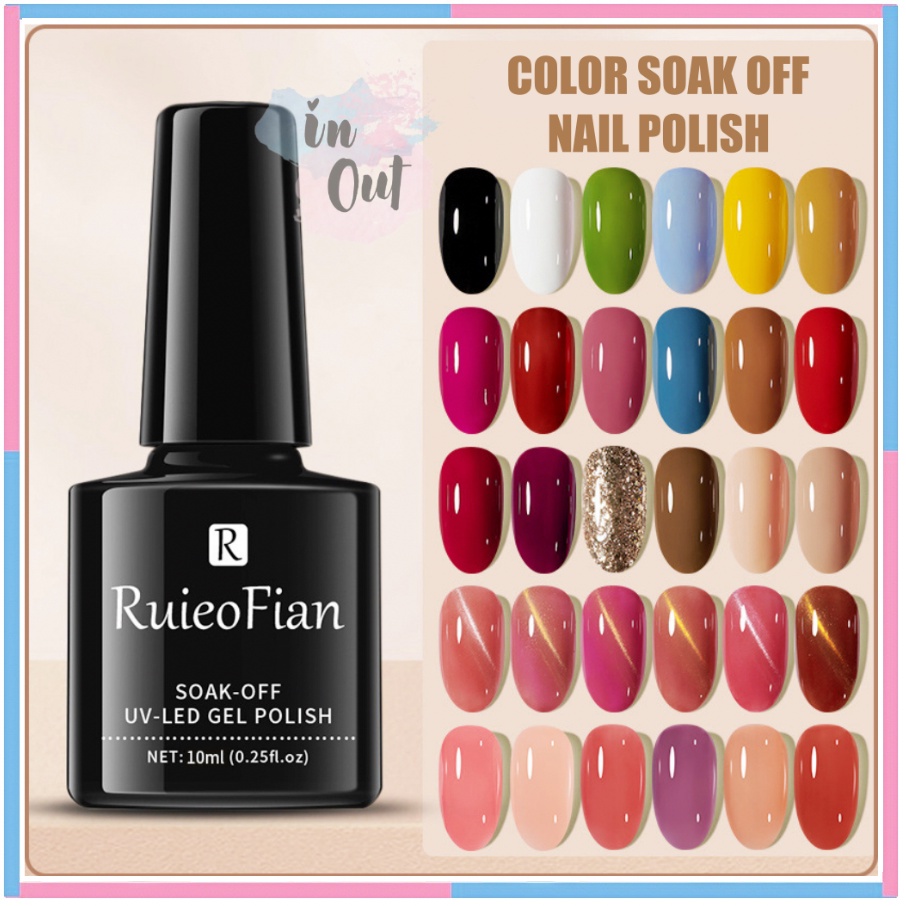 in
Out
COLOR SOAK OFF
NAIL POLISH
R
RuieoFian
SOAK-OFF
UV-LED GEL POLISH
NET: 10ml (0.25fl.oz)